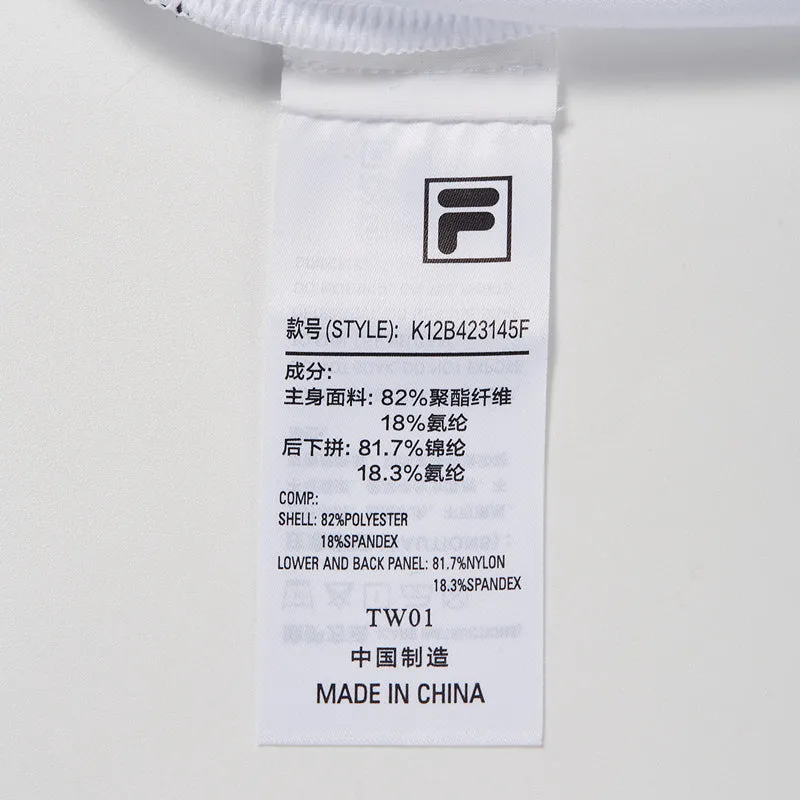 F
款号(STYLE): K12B423145F
成分:
主身面料: 82%聚酯纤维
18%氨纶
后下拼: 81.7%锦纶
18.3%氨纶
COMP.:
SHELL: 82%POLYESTER
18%SPANDEX
LOWER AND BACK PANEL: 81.7%NYLON
18.3%SPANDEX
TW01
中国制造
MADE IN CHINA